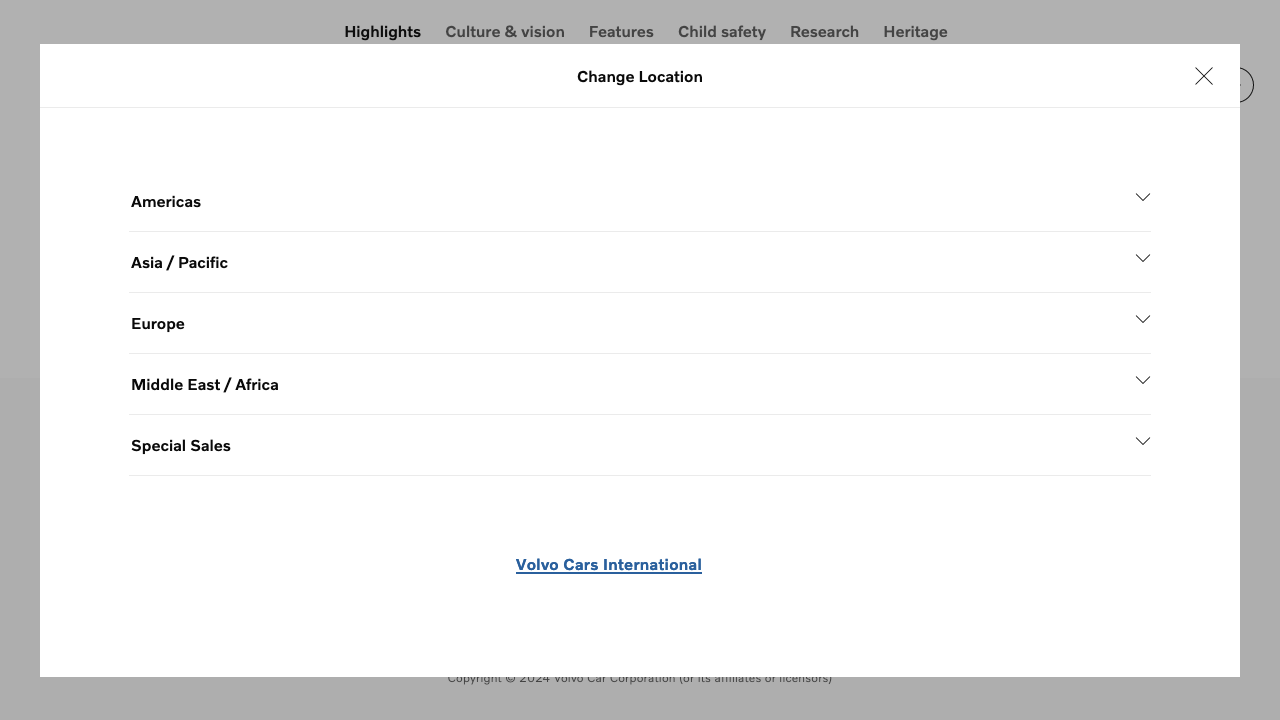 Highlights Culture & vision Features Child safety Research Heritage
Change Location
Americas
Asia / Pacific
Europe
Middle East / Africa
Special Sales
Volvo Cars International
Copyright © 2024 Volvo Car Corporation (or its affiliates or licensors)